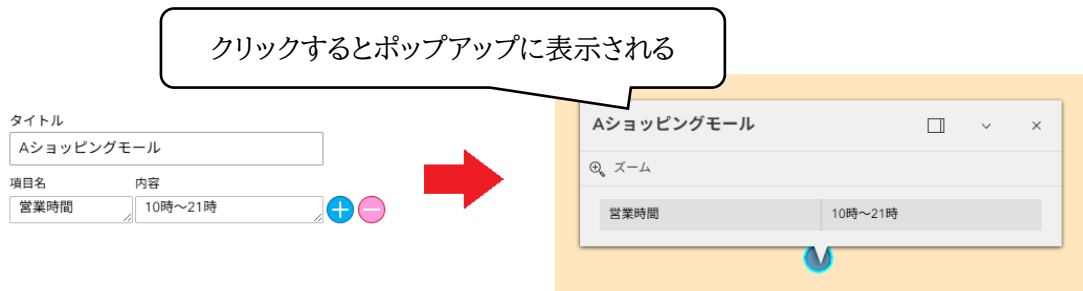 クリックするとポップアップに表示される
タイトル
Aショッピングモール
項目名 内容
営業時間 10時～21時
Aショッピングモール
ズーム
営業時間 10時～21時